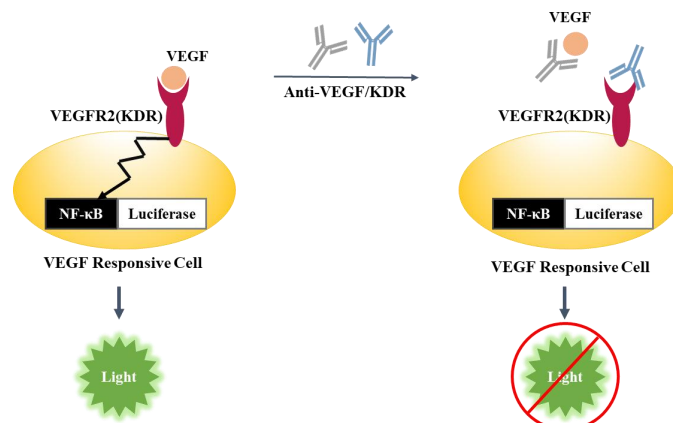 VEGF
VEGFR2(KDR)
NF-κB Luciferase
VEGF Responsive Cell
Light
Anti-VEGF/KDR
VEGF
VEGFR2(KDR)
NF-κB Luciferase
VEGF Responsive Cell
Light